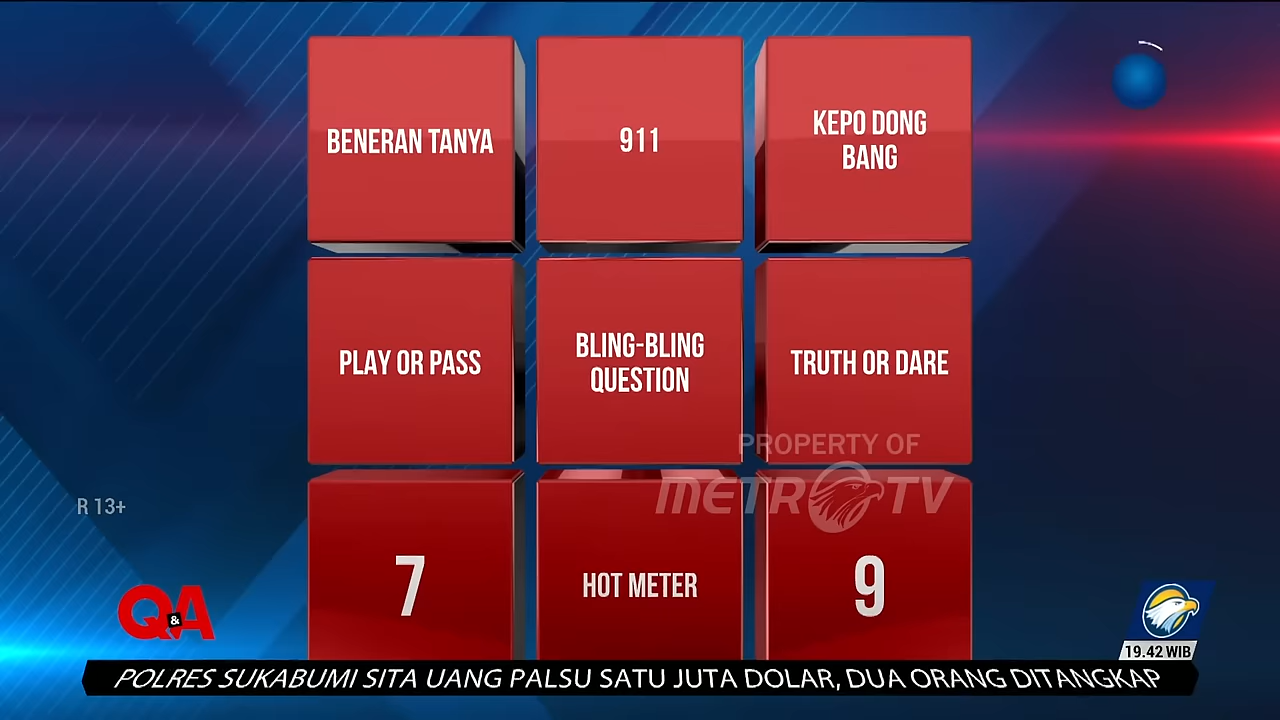 BENERAN TANYA
911
KEPO DONG
BANG
PLAY OR PASS
BLING-BLING
QUESTION
TRUTH OR DARE
PROPERTY OF
METRO TV
R 13+
7
HOT METER
9
Q&A
19.42 WIB
POLRES SUKABUMI SITA UANG PALSU SATU JUTA DOLAR, DUA ORANG DITANGKAP